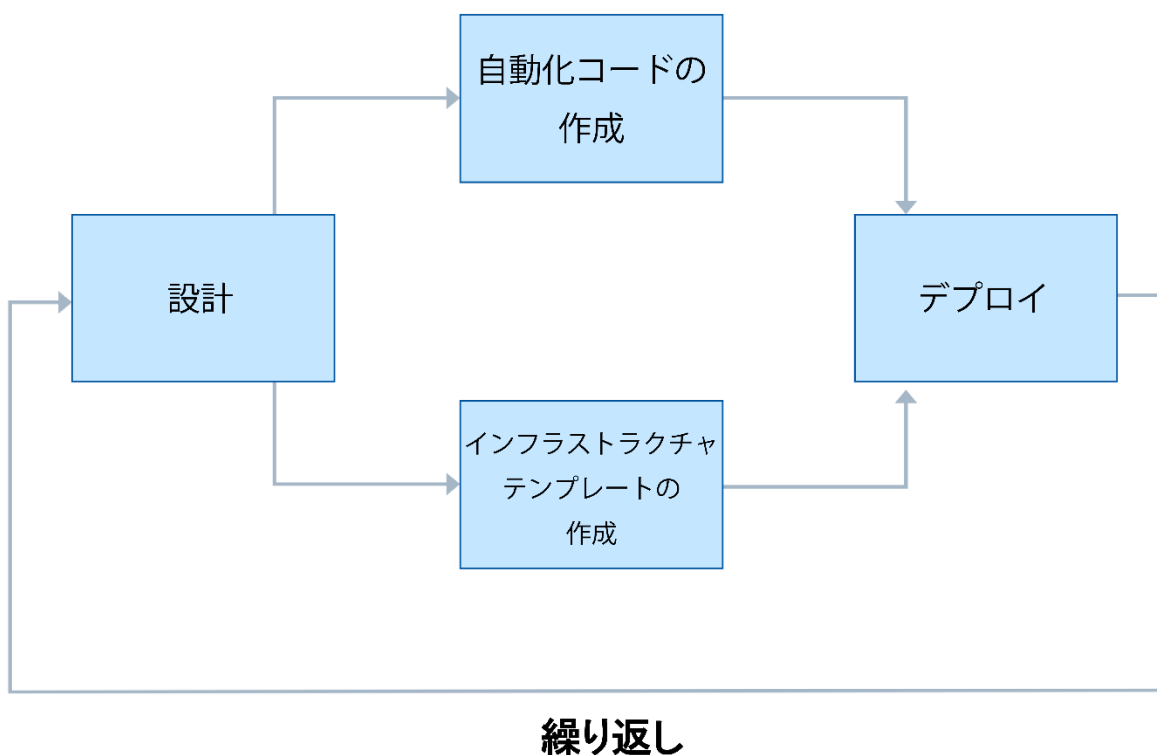 自動化コードの
作成
設計
デプロイ
インフラストラクチャ
テンプレートの
作成
繰り返し